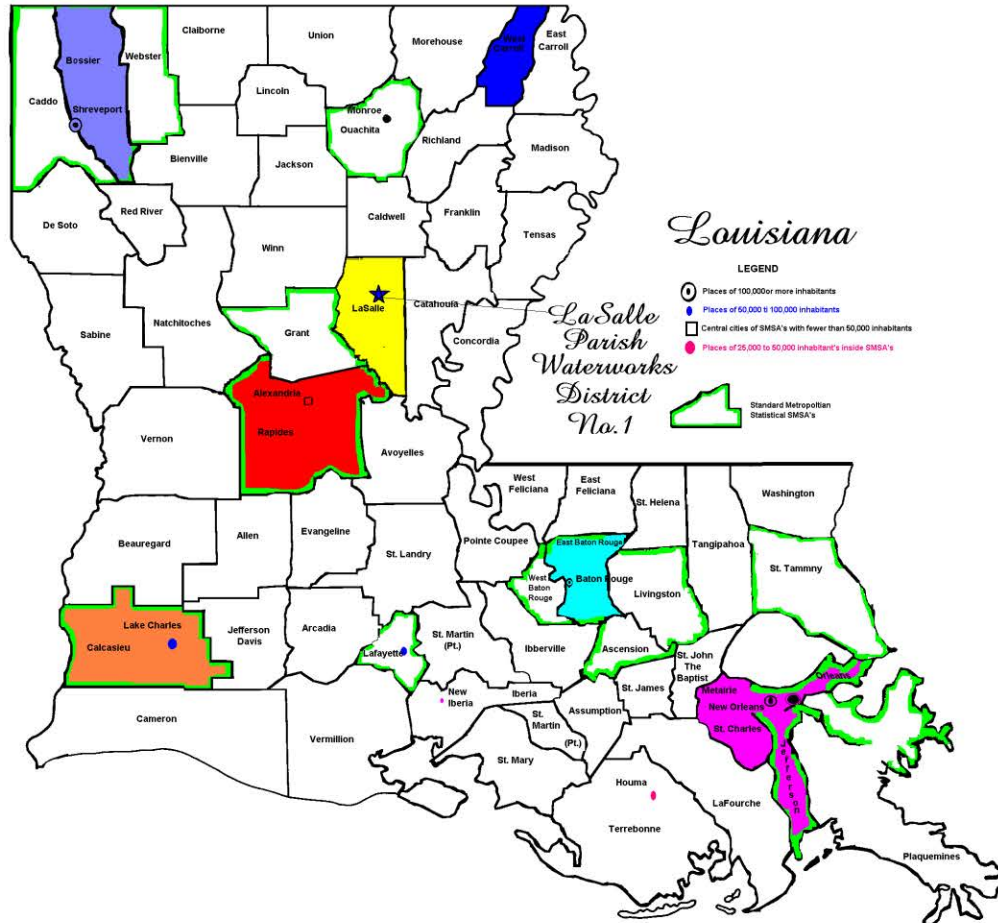 Claiborne
Union
Morehouse
West
Carroll
East
Carroll
Bossier
Webster
Caddo
Shreveport
Lincoln
Monroe
Ouachita
Richland
Madison
Bienville
Jackson
De Soto
Red River
Caldwell
Franklin
Tensas
Winn
Natchitoches
Sabine
LaSalle
Catahoula
Grant
Concordia
Louisiana
LEGEND
Places of 100,000or more inhabitants
Places of 50,000 ti 100,000 inhabitants
Central cities of SMSA's with fewer than 50,000 inhabitants
Places of 25,000 to 50,000 inhabitant's inside SMSA's
Standard Metropoltian
Statistical SMSA's
LaSalle
Parish
Waterworks
District
No.1
Alexandria
Rapides
Vernon
Avoyelles
West
Feliciana
East
Feliciana
St. Helena
Washington
Beauregard
Allen
Evangeline
St. Landry
Pointe Coupee
East Baton Rouge
Tangipahoa
West
Baton
Rouge
Baton Rouge
Livingston
St. Tammny
Lake Charles
Calcasieu
Jefferson
Davis
Arcadia
Lafayette
St. Martin
(Pt.)
Ibberville
Ascension
St. John
The
Baptist
Orleans
Metairie
New Orleans
St. Charles
Jefferson
Cameron
Vermillion
New
Iberia
Iberia
St.
Martin
(Pt.)
Assumption
St. James
St. Mary
Houma
Terrebonne
LaFourche
Plaquemines